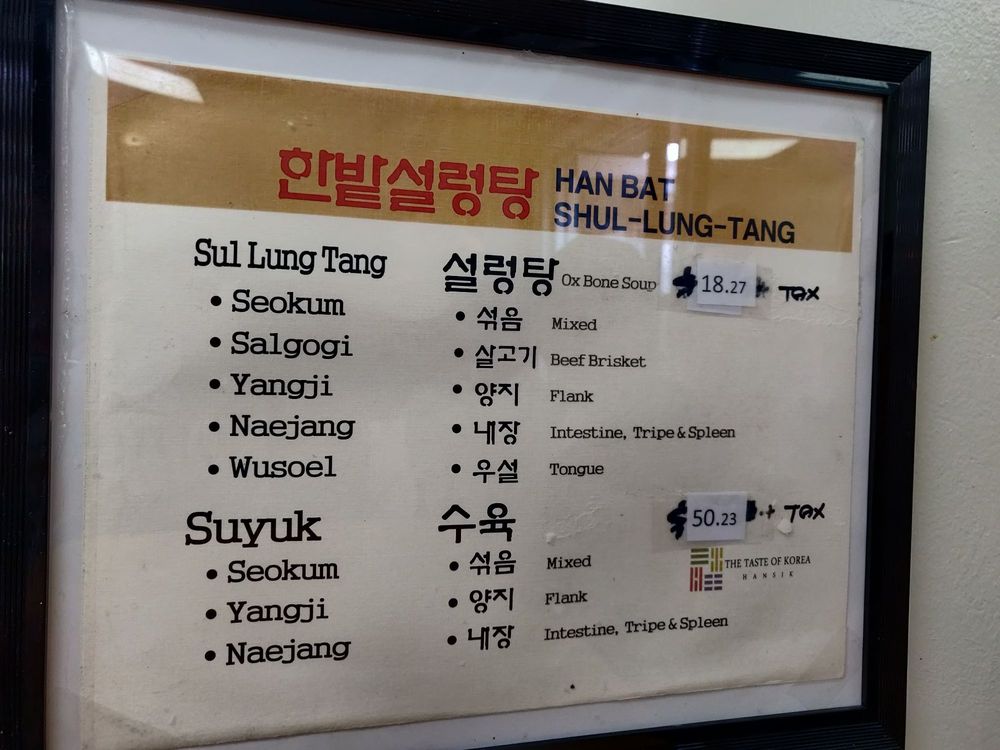 한밭설렁탕 HAN BAT
SHUL-LUNG-TANG
Sul Lung Tang 설렁탕 Ox Bone Soup $18.27 + TAX
• Seokum • 섞음 Mixed
• Salgogi • 살고기 Beef Brisket
• Yangji • 양지 Flank
• Naejang • 내장 Intestine, Tripe & Spleen
• Wusoel • 우설 Tongue
Suyuk 수육 $50.23 + TAX
• Seokum • 섞음 Mixed
• Yangji • 양지 Flank
• Naejang • 내장 Intestine, Tripe & Spleen
THE TASTE OF KOREA
HANSIK